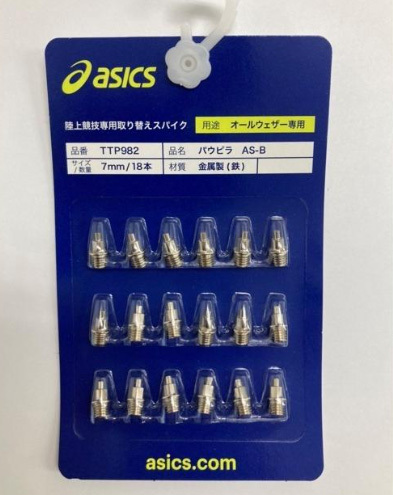 asics
陸上競技専用取り替えスパイク 用途 オールウェザー専用
品番 TTP982 品名 パウピラ AS-B
サイズ/数量 7mm/18本 材質 金属製(鉄)
asics.com